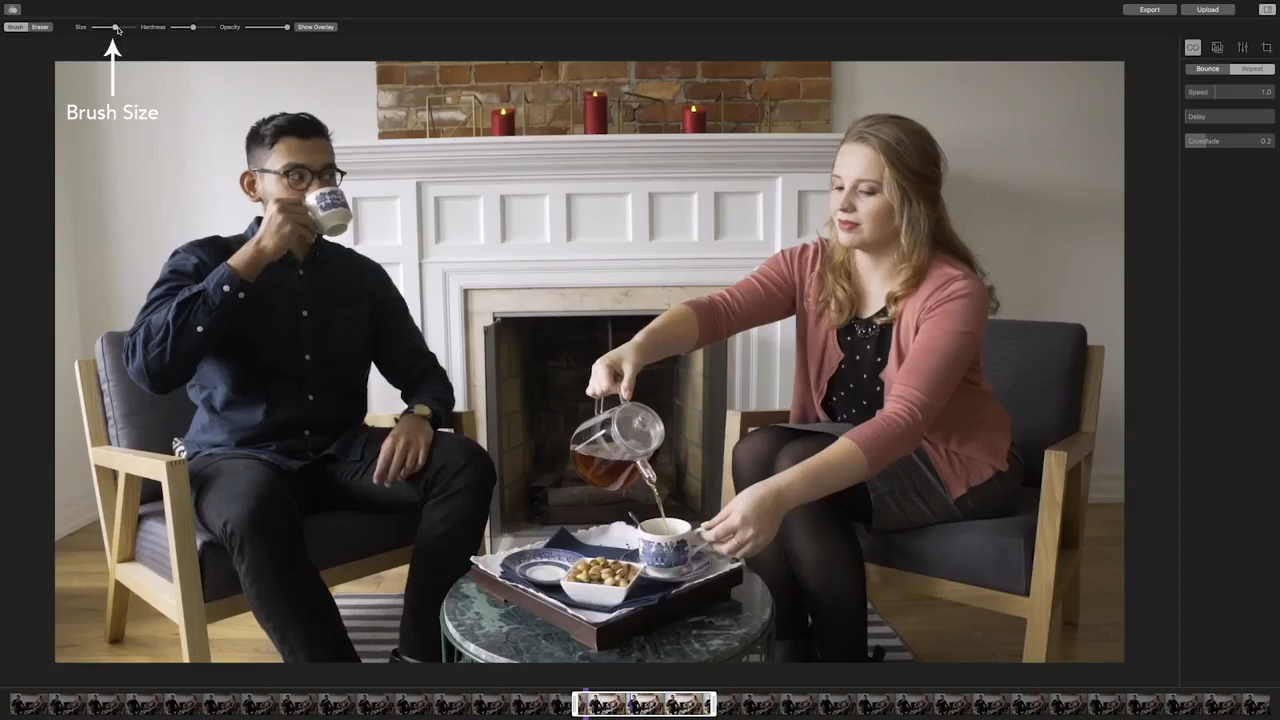 Export Upload
Brush Eraser Size Hardness Opacity Show Overlay
Brush Size
Bounce Repeat
Speed 1.0
Delay
Crossfade 0.2